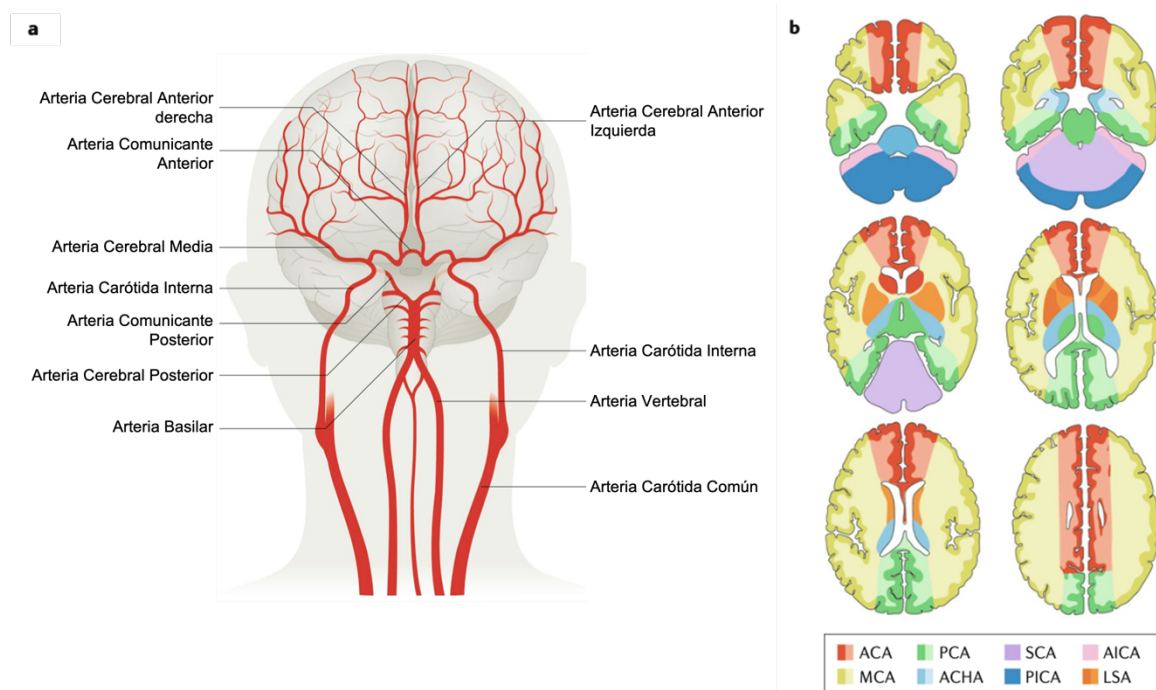 a
Arteria Cerebral Anterior
derecha
Arteria Comunicante
Anterior
Arteria Cerebral Media
Arteria Carótida Interna
Arteria Comunicante
Posterior
Arteria Cerebral Posterior
Arteria Basilar
Arteria Cerebral Anterior
Izquierda
Arteria Carótida Interna
Arteria Vertebral
Arteria Carótida Común
b
ACA PCA SCA AICA
MCA ACHA PICA LSA